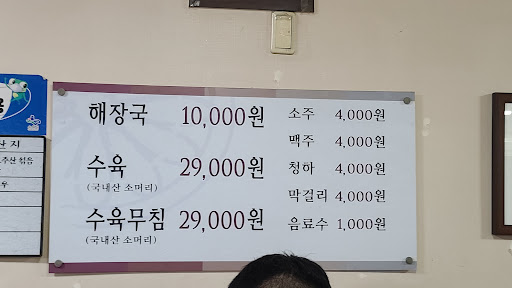 해장국 10,000원
수육 29,000원
(국내산 소머리)
수육무침 29,000원
(국내산 소머리)
소주 4,000원
맥주 4,000원
청하 4,000원
막걸리 4,000원
음료수 1,000원
산지